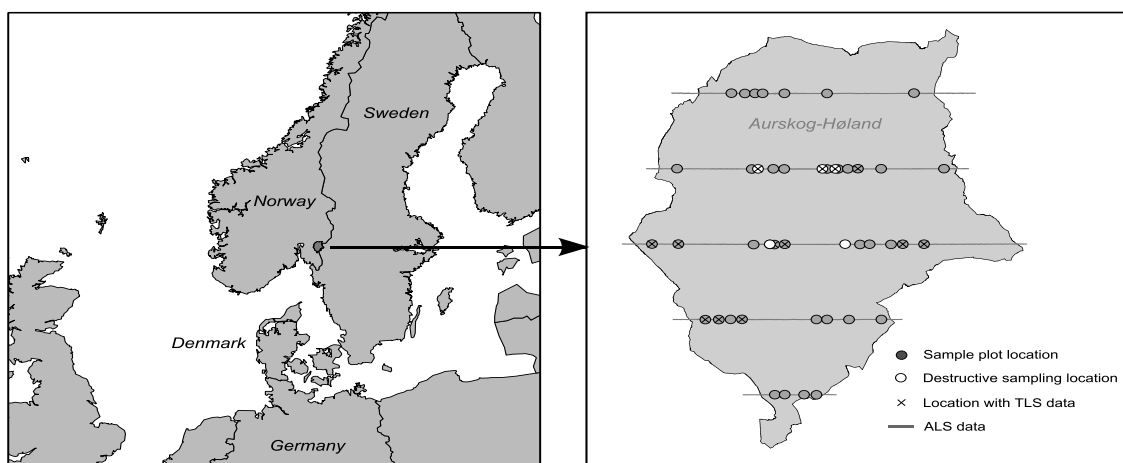 Sweden
Norway
Denmark
Germany
Aurskog-Høland
Sample plot location
Destructive sampling location
Location with TLS data
ALS data